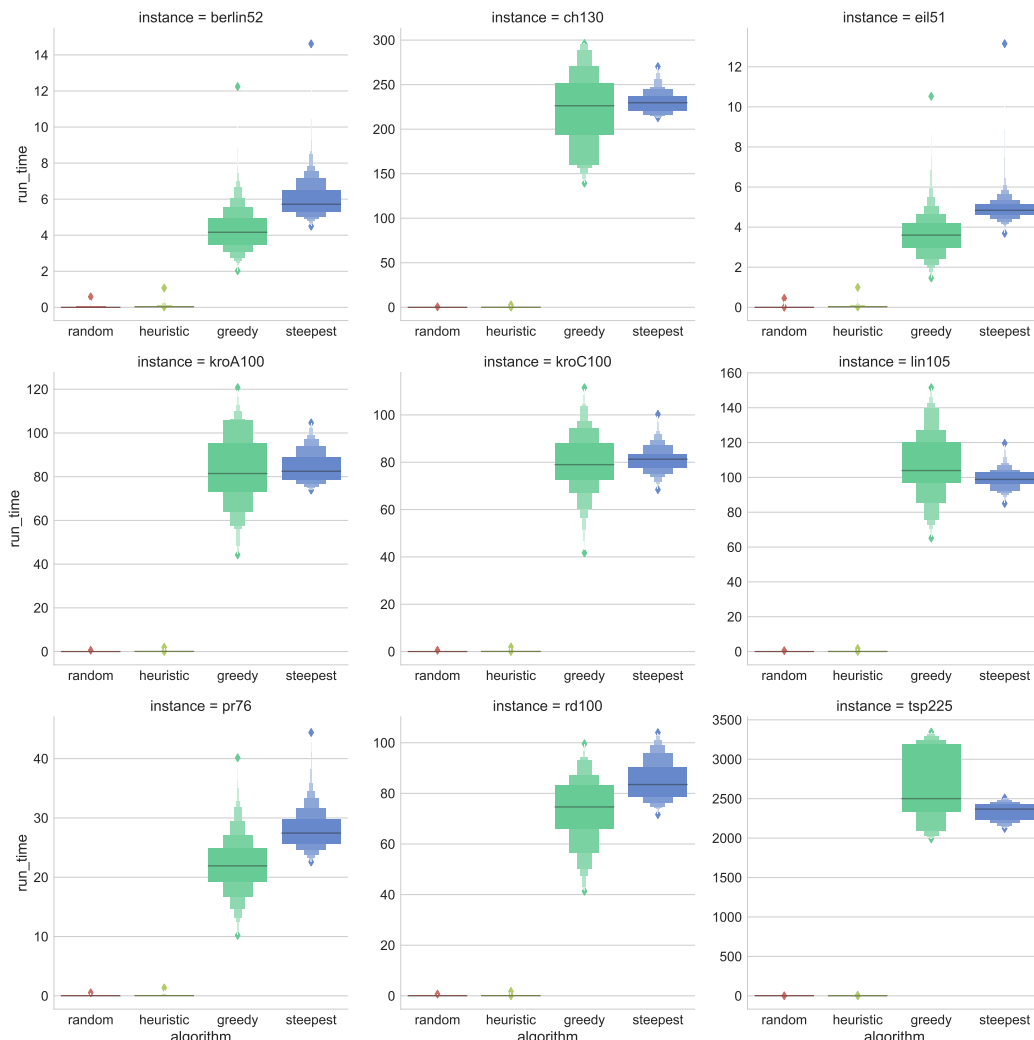 instance = berlin52
instance = ch130
instance = eil51
run_time
14
12
10
8
6
4
2
0
random heuristic greedy steepest
300
250
200
150
100
50
0
random heuristic greedy steepest
12
10
8
6
4
2
0
random heuristic greedy steepest
instance = kroA100
instance = kroC100
instance = lin105
run_time
120
100
80
60
40
20
0
random heuristic greedy steepest
100
80
60
40
20
0
random heuristic greedy steepest
160
140
120
100
80
60
40
20
0
random heuristic greedy steepest
instance = pr76
instance = rd100
instance = tsp225
run_time
40
30
20
10
0
random heuristic greedy steepest
algorithm
100
80
60
40
20
0
random heuristic greedy steepest
algorithm
3500
3000
2500
2000
1500
1000
500
0
random heuristic greedy steepest
algorithm